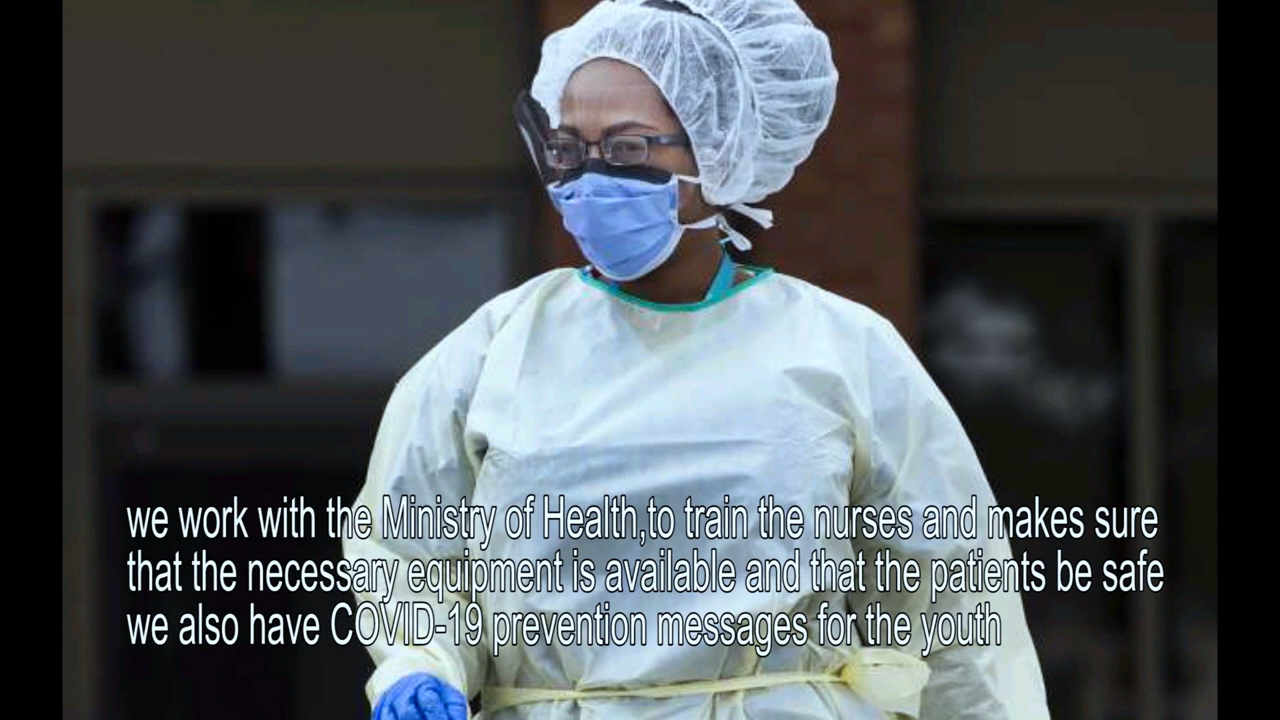 we work with the Ministry of Health,to train the nurses and makes sure
that the necessary equipment is available and that the patients be safe
we also have COVID-19 prevention messages for the youth